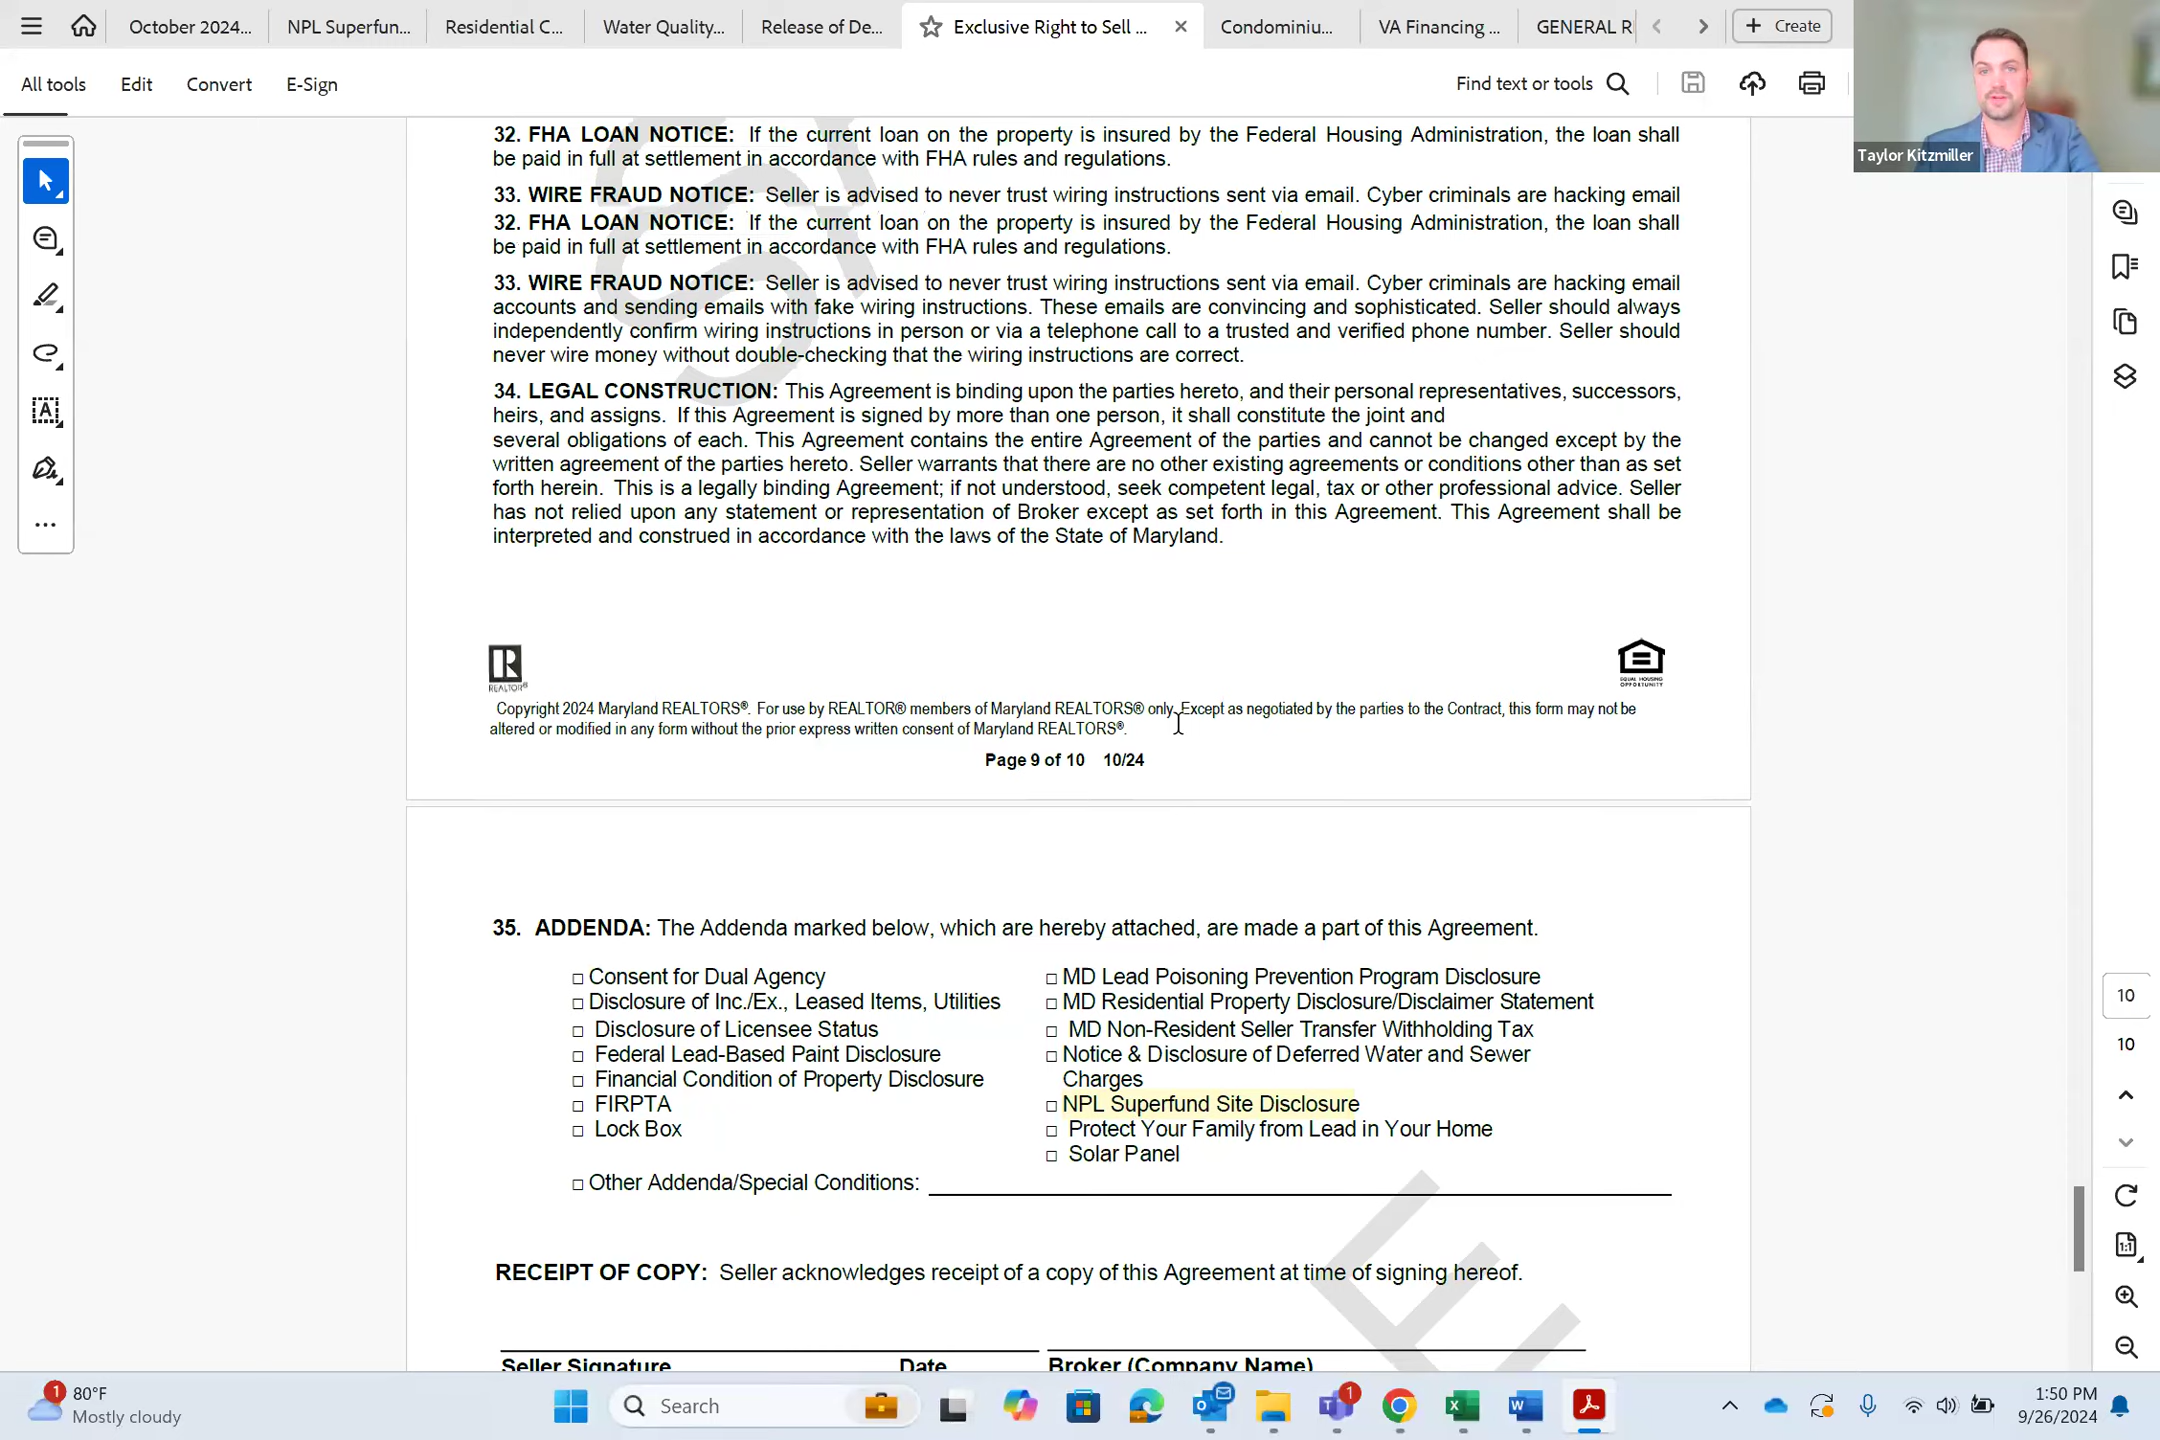 October 2024...
NPL Superfun...
Residential C...
Water Quality...
Release of De...
Exclusive Right to Sell ...
Condominiu...
VA Financing ...
GENERAL R
Create
All tools
Edit
Convert
E-Sign
Find text or tools
Taylor Kitzmiller
32. FHA LOAN NOTICE: If the current loan on the property is insured by the Federal Housing Administration, the loan shall
be paid in full at settlement in accordance with FHA rules and regulations.
33. WIRE FRAUD NOTICE: Seller is advised to never trust wiring instructions sent via email. Cyber criminals are hacking email
32. FHA LOAN NOTICE: If the current loan on the property is insured by the Federal Housing Administration, the loan shall
be paid in full at settlement in accordance with FHA rules and regulations.
33. WIRE FRAUD NOTICE: Seller is advised to never trust wiring instructions sent via email. Cyber criminals are hacking email
accounts and sending emails with fake wiring instructions. These emails are convincing and sophisticated. Seller should always
independently confirm wiring instructions in person or via a telephone call to a trusted and verified phone number. Seller should
never wire money without double-checking that the wiring instructions are correct.
34. LEGAL CONSTRUCTION: This Agreement is binding upon the parties hereto, and their personal representatives, successors,
heirs, and assigns. If this Agreement is signed by more than one person, it shall constitute the joint and
several obligations of each. This Agreement contains the entire Agreement of the parties and cannot be changed except by the
written agreement of the parties hereto. Seller warrants that there are no other existing agreements or conditions other than as set
forth herein. This is a legally binding Agreement; if not understood, seek competent legal, tax or other professional advice. Seller
has not relied upon any statement or representation of Broker except as set forth in this Agreement. This Agreement shall be
interpreted and construed in accordance with the laws of the State of Maryland.
REALTOR®
EQUAL HOUSING
OPPORTUNITY
Copyright 2024 Maryland REALTORS®. For use by REALTOR® members of Maryland REALTORS® only. Except as negotiated by the parties to the Contract, this form may not be
altered or modified in any form without the prior express written consent of Maryland REALTORS®.
Page 9 of 10 10/24
35. ADDENDA: The Addenda marked below, which are hereby attached, are made a part of this Agreement.
Consent for Dual Agency
Disclosure of Inc./Ex., Leased Items, Utilities
Disclosure of Licensee Status
Federal Lead-Based Paint Disclosure
Financial Condition of Property Disclosure
FIRPTA
Lock Box
MD Lead Poisoning Prevention Program Disclosure
MD Residential Property Disclosure/Disclaimer Statement
MD Non-Resident Seller Transfer Withholding Tax
Notice & Disclosure of Deferred Water and Sewer
Charges
NPL Superfund Site Disclosure
Protect Your Family from Lead in Your Home
Solar Panel
Other Addenda/Special Conditions:
RECEIPT OF COPY: Seller acknowledges receipt of a copy of this Agreement at time of signing hereof.
Seller Signature Date Broker (Company Name)
10
10
1
80°F
Mostly cloudy
Search
1
1:50 PM
9/26/2024